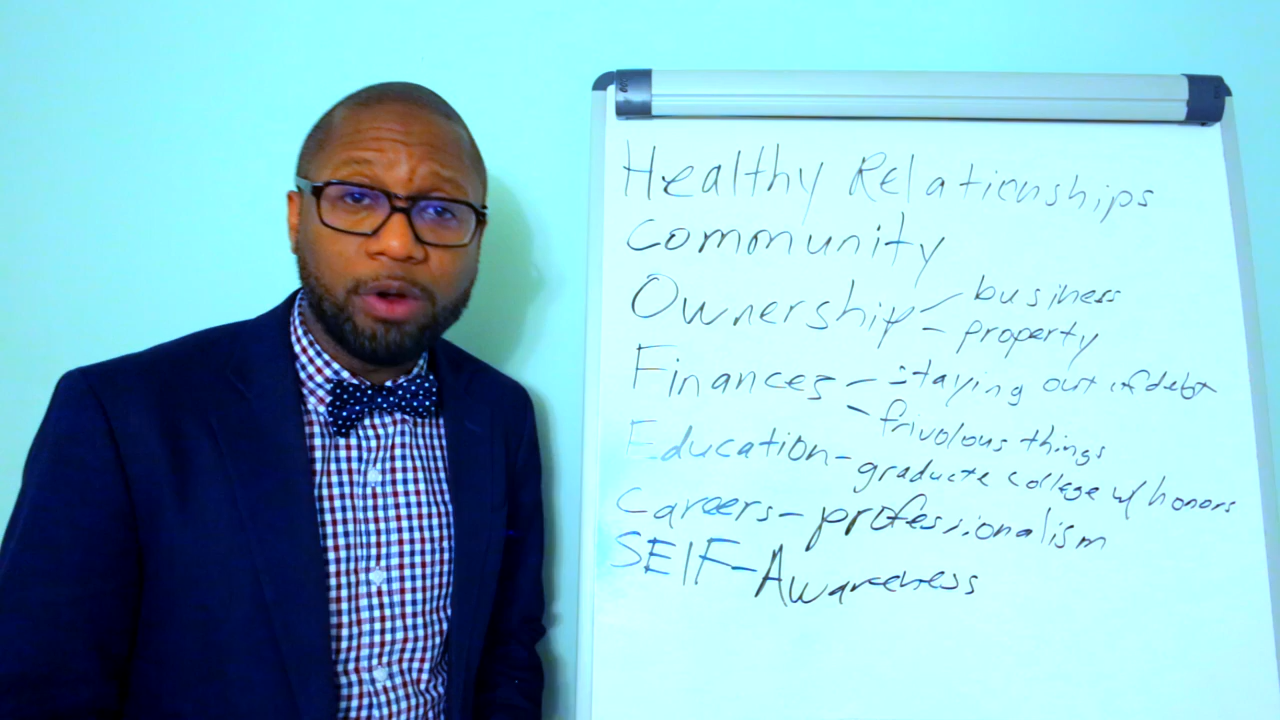 Healthy Relationships
Community
Ownership - business
- property
Finances - staying out of debt
- frivolous things
Education - graduate college w/ honors
Careers - professionalism
SElF-Awareness